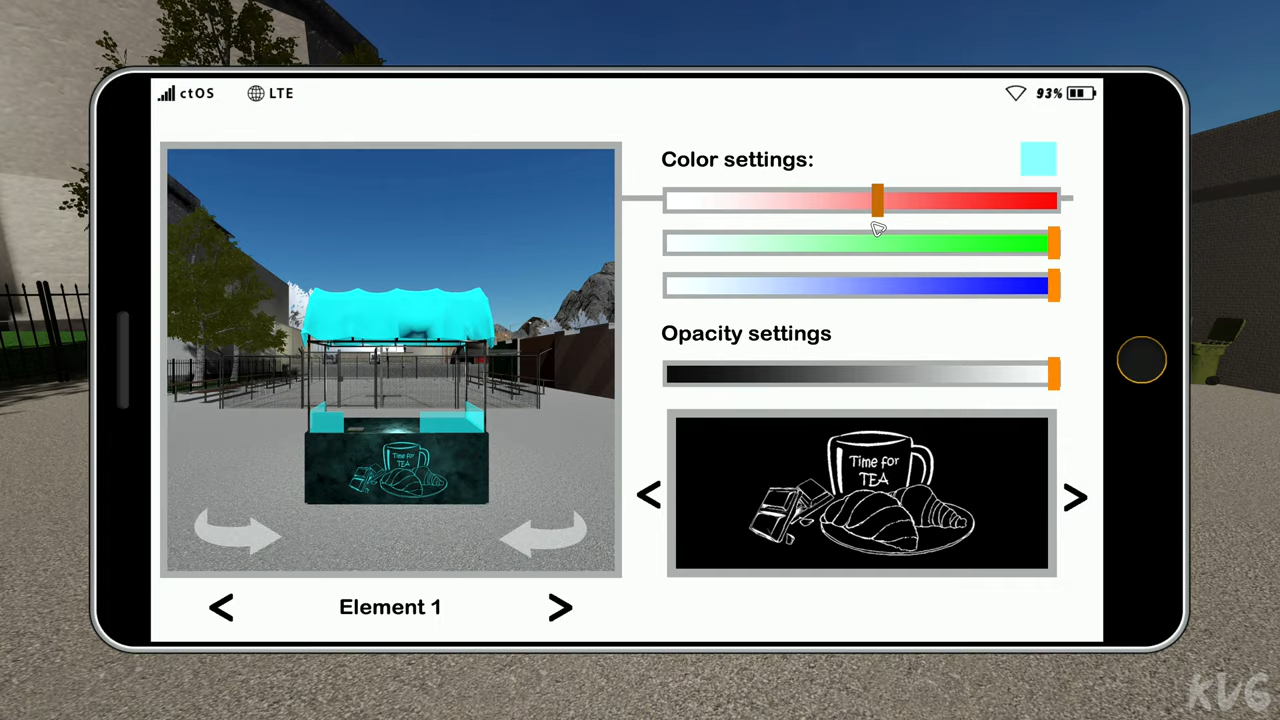 ctOS LTE 93%
Color settings:
Opacity settings
Time for
TEA
Time for
TEA
< >
< Element 1 >
KVG